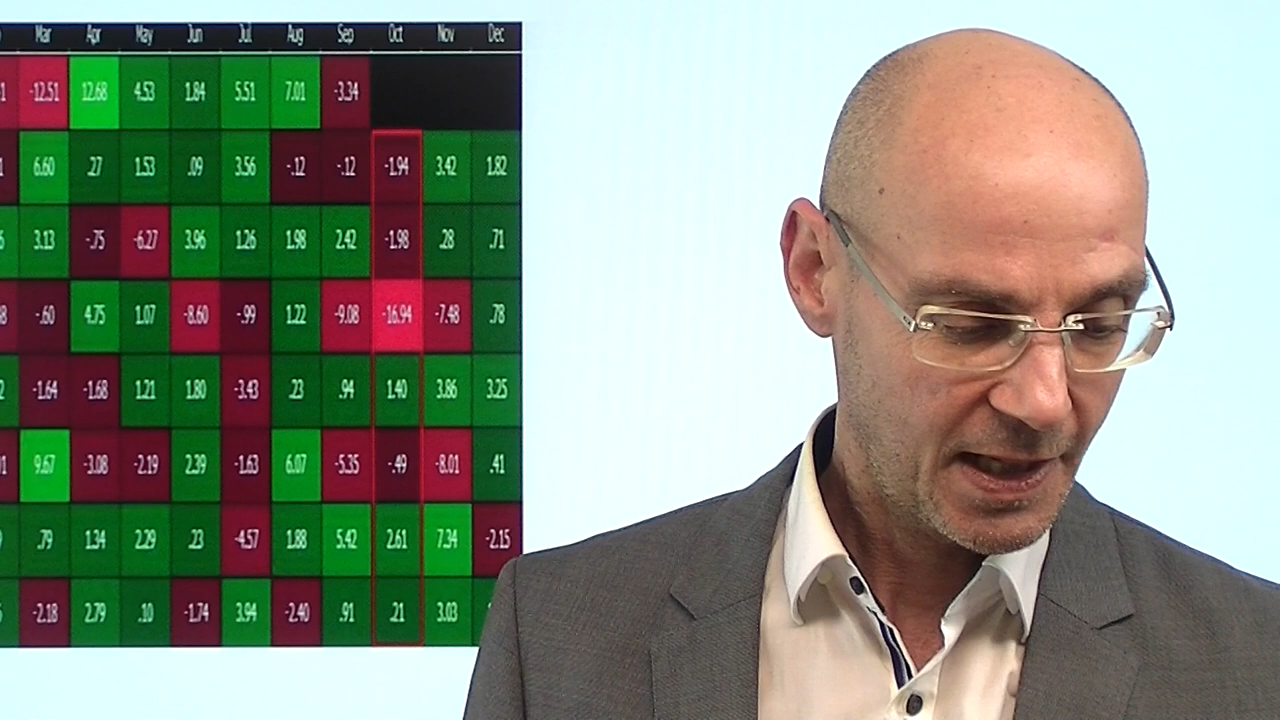 Mar Apr May Jun Jul Aug Sep Oct Nov Dec
1 -12.51 12.68 4.53 1.84 5.51 7.01 -3.34
1 6.60 .27 1.53 .09 3.56 -.12 -.12 -1.94 3.42 1.82
3.13 -.75 -6.27 3.96 1.26 1.98 2.42 -1.98 .28 .71
8 -.60 4.75 1.07 -8.60 -.99 1.22 -9.08 -16.94 -7.48 .78
2 -1.64 -1.68 1.21 1.80 -3.43 .23 .94 1.40 3.86 3.25
01 9.67 -3.08 -2.19 2.39 -1.63 6.07 -5.35 -.49 -8.01 .41
.79 1.34 2.29 .23 -4.57 1.88 5.42 2.61 7.34 -2.15
-2.18 2.79 .10 -1.74 3.94 -2.40 .91 .21 3.03